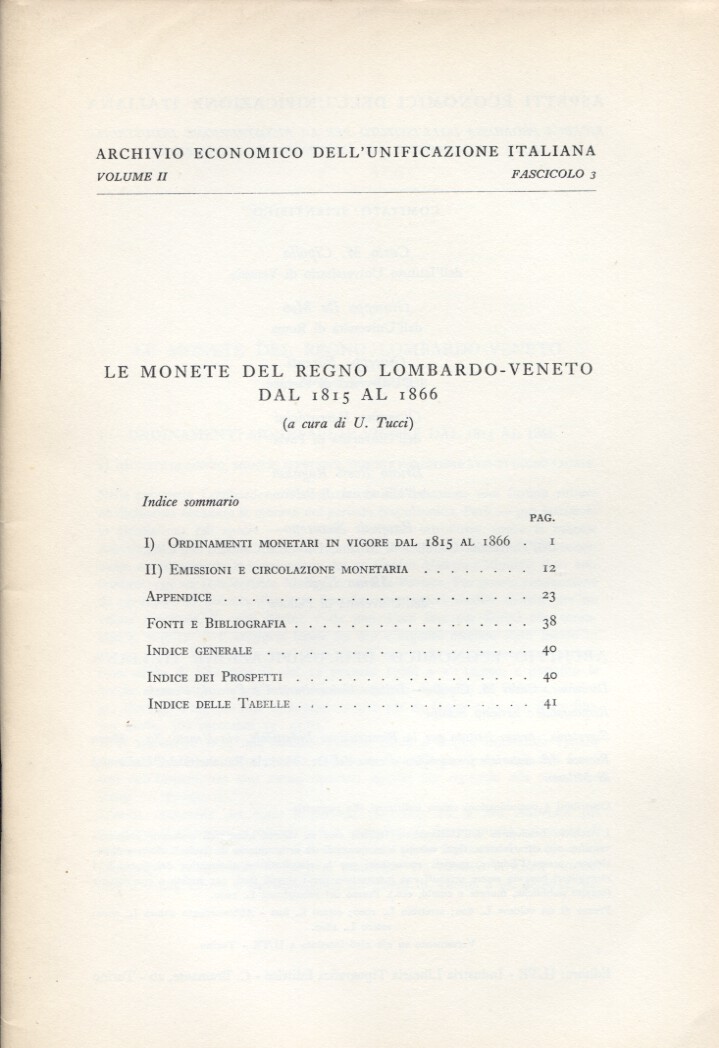 ARCHIVIO ECONOMICO DELL'UNIFICAZIONE ITALIANA
VOLUME II FASCICOLO 3
LE MONETE DEL REGNO LOMBARDO-VENETO
DAL 1815 AL 1866
(a cura di U. Tucci)
Indice sommario
PAG.
I) ORDINAMENTI MONETARI IN VIGORE DAL 1815 AL 1866 . 1
II) EMISSIONI E CIRCOLAZIONE MONETARIA . . . . . . . . 12
APPENDICE . . . . . . . . . . . . . . . . . . . . . . 23
FONTI E BIBLIOGRAFIA . . . . . . . . . . . . . . . . . 38
INDICE GENERALE . . . . . . . . . . . . . . . . . . . 40
INDICE DEI PROSPETTI . . . . . . . . . . . . . . . . . 40
INDICE DELLE TABELLE . . . . . . . . . . . . . . . . . 41